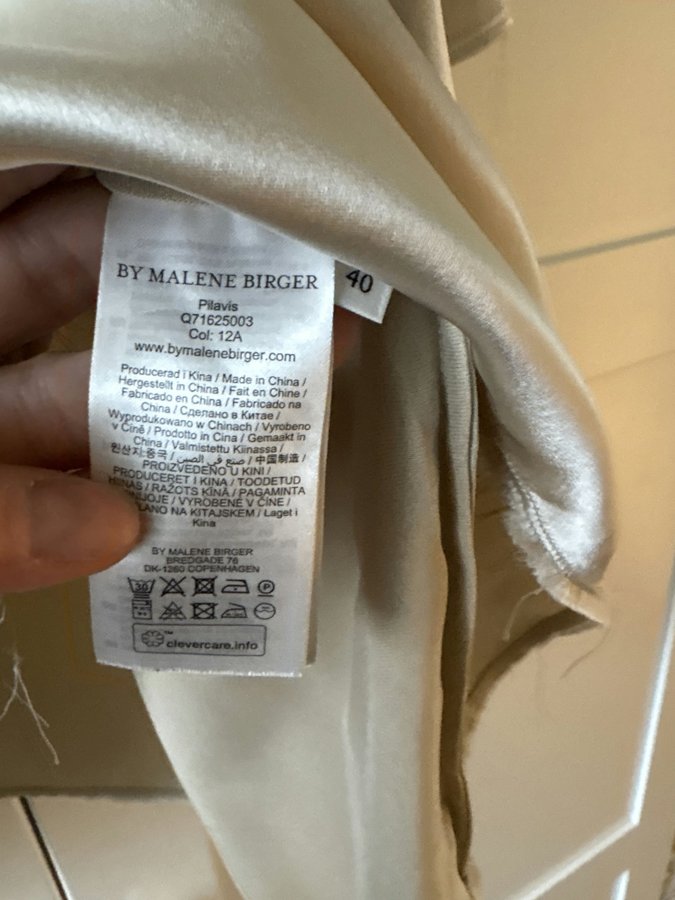 BY MALENE BIRGER
40
Pilavis
Q71625003
Col: 12A
www.bymalenebirger.com
Producerad i Kina / Made in China /
Hergestellt in China / Fait en Chine /
Fabricado en China / Fabricado na
China / Сделано в Китае /
Wyprodukowano w Chinach / Vyrobeno
v Číně / Prodotto in Cina / Gemaakt in
China / Valmistettu Kiinassa /
원산지:중국 / صنع في الصين / 中国制造 /
PROIZVEDENO U KINI /
PRODUCERET I KINA / TOODETUD
HIINAS / RAŽOTS ĶĪNĀ / PAGAMINTA
/ VYROBENÉ V ČÍNE /
NA KITAJSKEM / Laget i
Kina
BY MALENE BIRGER
BREDGADE 76
DK-1260 COPENHAGEN
30
P
clevercare.info
TM